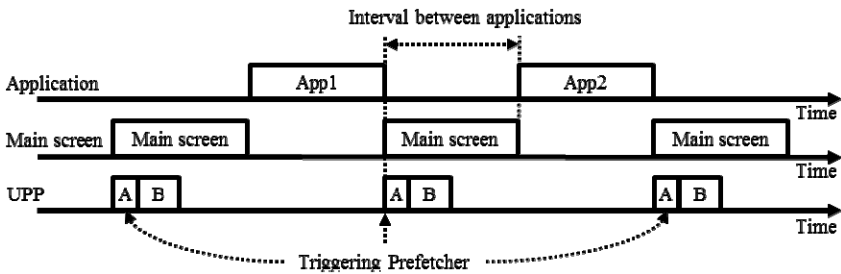 Interval between applications
Application App1 App2
Time
Main screen Main screen Main screen Main screen
Time
UPP A B A B A B
Time
Triggering Prefetcher